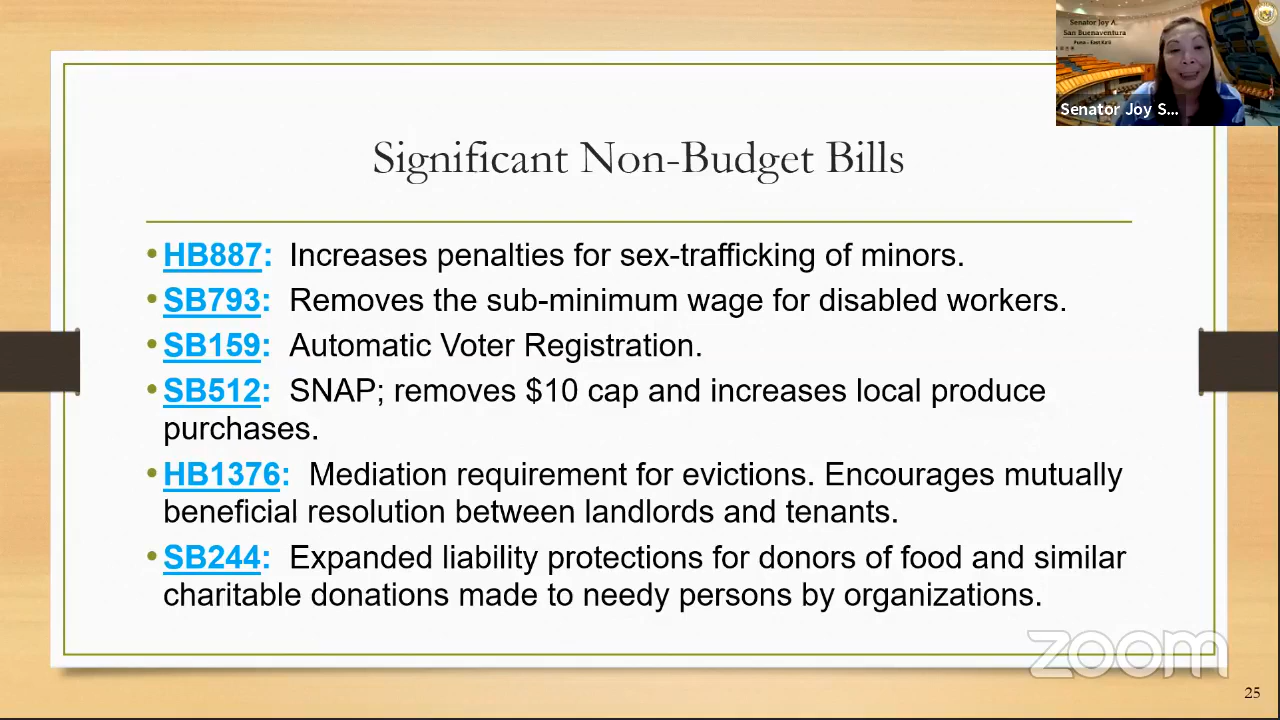 Senator Joy A.
San Buenaventura
Senator Joy S...
Significant Non-Budget Bills
• HB887: Increases penalties for sex-trafficking of minors.
• SB793: Removes the sub-minimum wage for disabled workers.
• SB159: Automatic Voter Registration.
• SB512: SNAP; removes $10 cap and increases local produce
purchases.
• HB1376: Mediation requirement for evictions. Encourages mutually
beneficial resolution between landlords and tenants.
• SB244: Expanded liability protections for donors of food and similar
charitable donations made to needy persons by organizations.
zoom
25